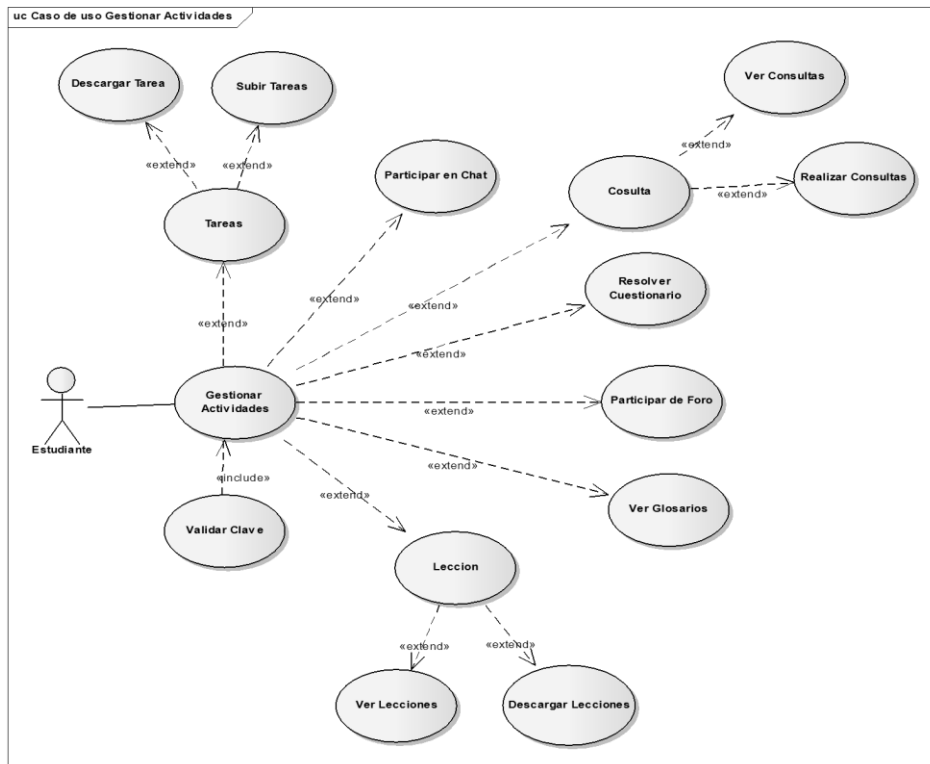 uc Caso de uso Gestionar Actividades
Descargar Tarea
Subir Tareas
Ver Consultas
«extend»
«extend»
«extend»
Participar en Chat
Cosulta
Realizar Consultas
«extend»
Tareas
Resolver
Cuestionario
«extend»
«extend»
«extend»
«extend»
Gestionar
Actividades
Participar de Foro
«extend»
Estudiante
«include»
«extend»
«extend»
Ver Glosarios
Validar Clave
Leccion
«extend»
«extend»
Ver Lecciones
Descargar Lecciones